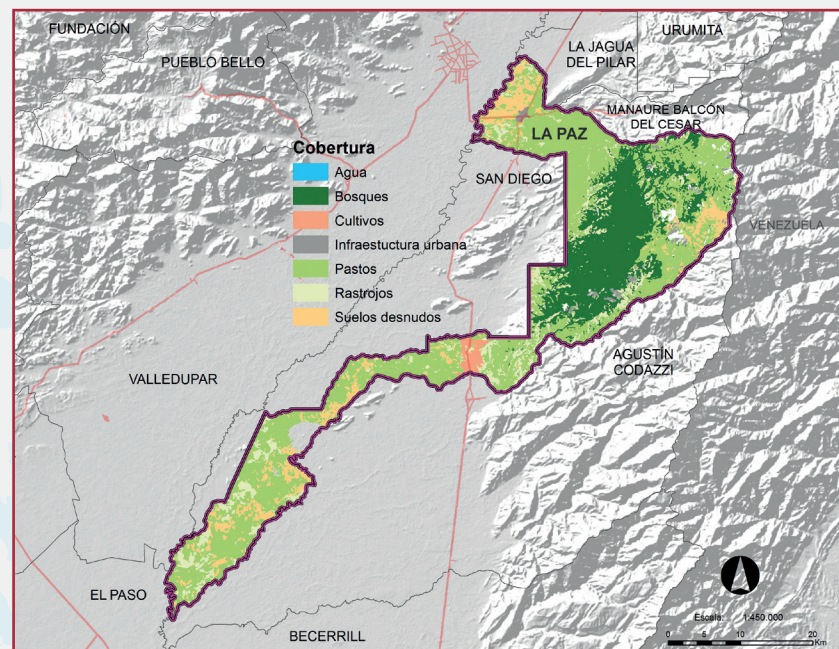 FUNDACIÓN
PUEBLO BELLO
URUMITA
LA JAGUA
DEL PILAR
MANAURE BALCÓN
DEL CESAR
LA PAZ
SAN DIEGO
VENEZUELA
Cobertura
Agua
Bosques
Cultivos
Infraestuctura urbana
Pastos
Rastrojos
Suelos desnudos
VALLEDUPAR
AGUSTÍN
CODAZZI
EL PASO
BECERRILL
Escala: 1:450.000
0 5 10 20
Km